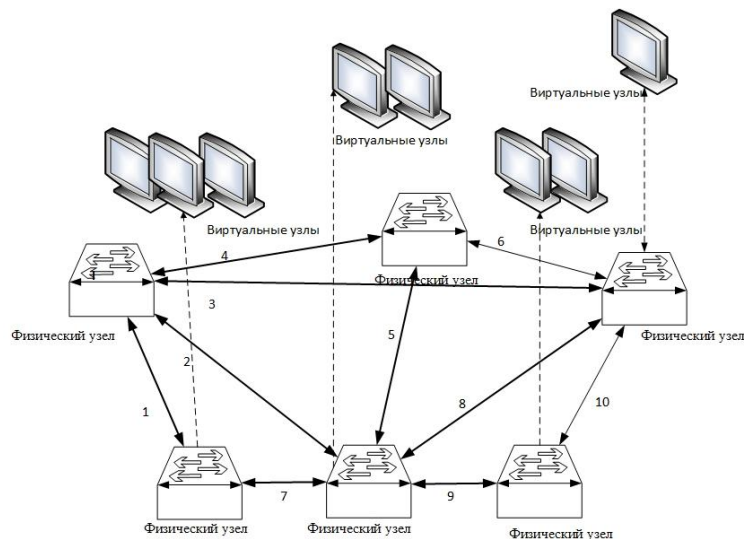 Виртуальные узлы
Виртуальные узлы
Виртуальные узлы
Виртуальные узлы
4
6
Физический узел
3
Физический узел
Физический узел
5
2
8
1
10
7
9
Физический узел
Физический узел
Физический узел